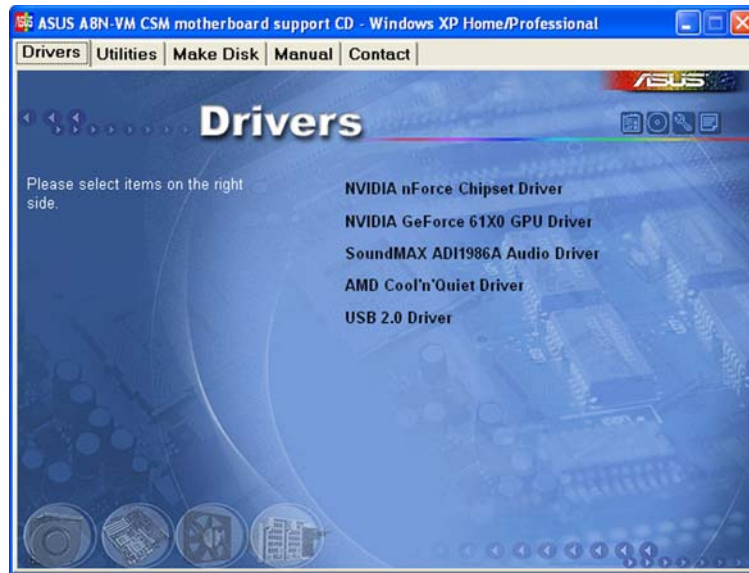 ASUS A8N-VM CSM motherboard support CD - Windows XP Home/Professional
Drivers Utilities Make Disk Manual Contact
ASUS
Drivers
Please select items on the right
side.
NVIDIA nForce Chipset Driver
NVIDIA GeForce 61X0 GPU Driver
SoundMAX ADI1986A Audio Driver
AMD Cool'n'Quiet Driver
USB 2.0 Driver